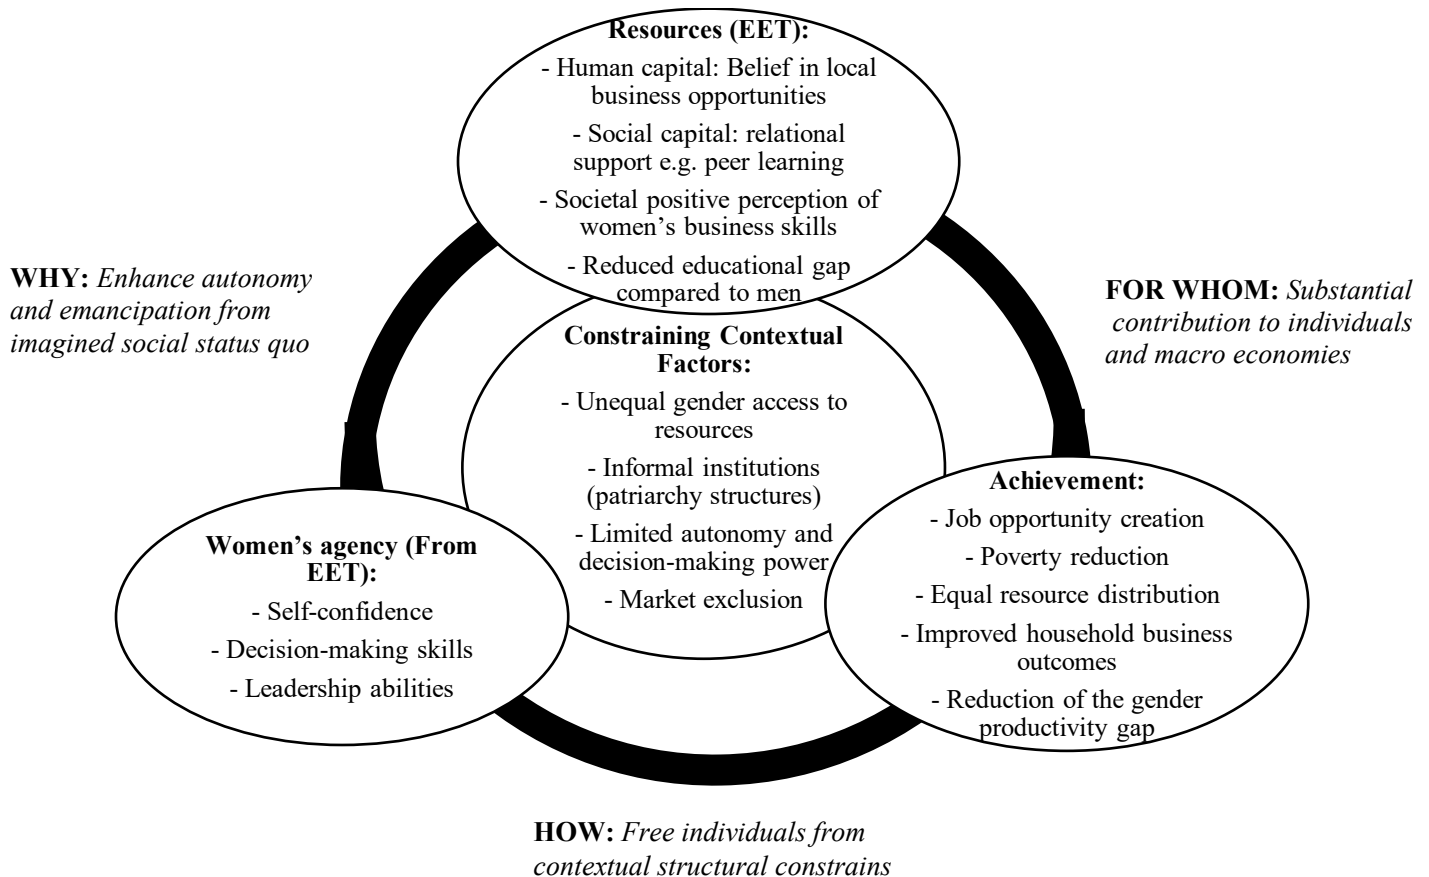 Resources (EET):
- Human capital: Belief in local
business opportunities
- Social capital: relational
support e.g. peer learning
- Societal positive perception of
women’s business skills
- Reduced educational gap
compared to men
WHY: Enhance autonomy
and emancipation from
imagined social status quo
FOR WHOM: Substantial
contribution to individuals
and macro economies
Constraining Contextual
Factors:
- Unequal gender access to
resources
- Informal institutions
(patriarchy structures)
- Limited autonomy and
decision-making power
- Market exclusion
Women’s agency (From
EET):
- Self-confidence
- Decision-making skills
- Leadership abilities
Achievement:
- Job opportunity creation
- Poverty reduction
- Equal resource distribution
- Improved household business
outcomes
- Reduction of the gender
productivity gap
HOW: Free individuals from
contextual structural constrains